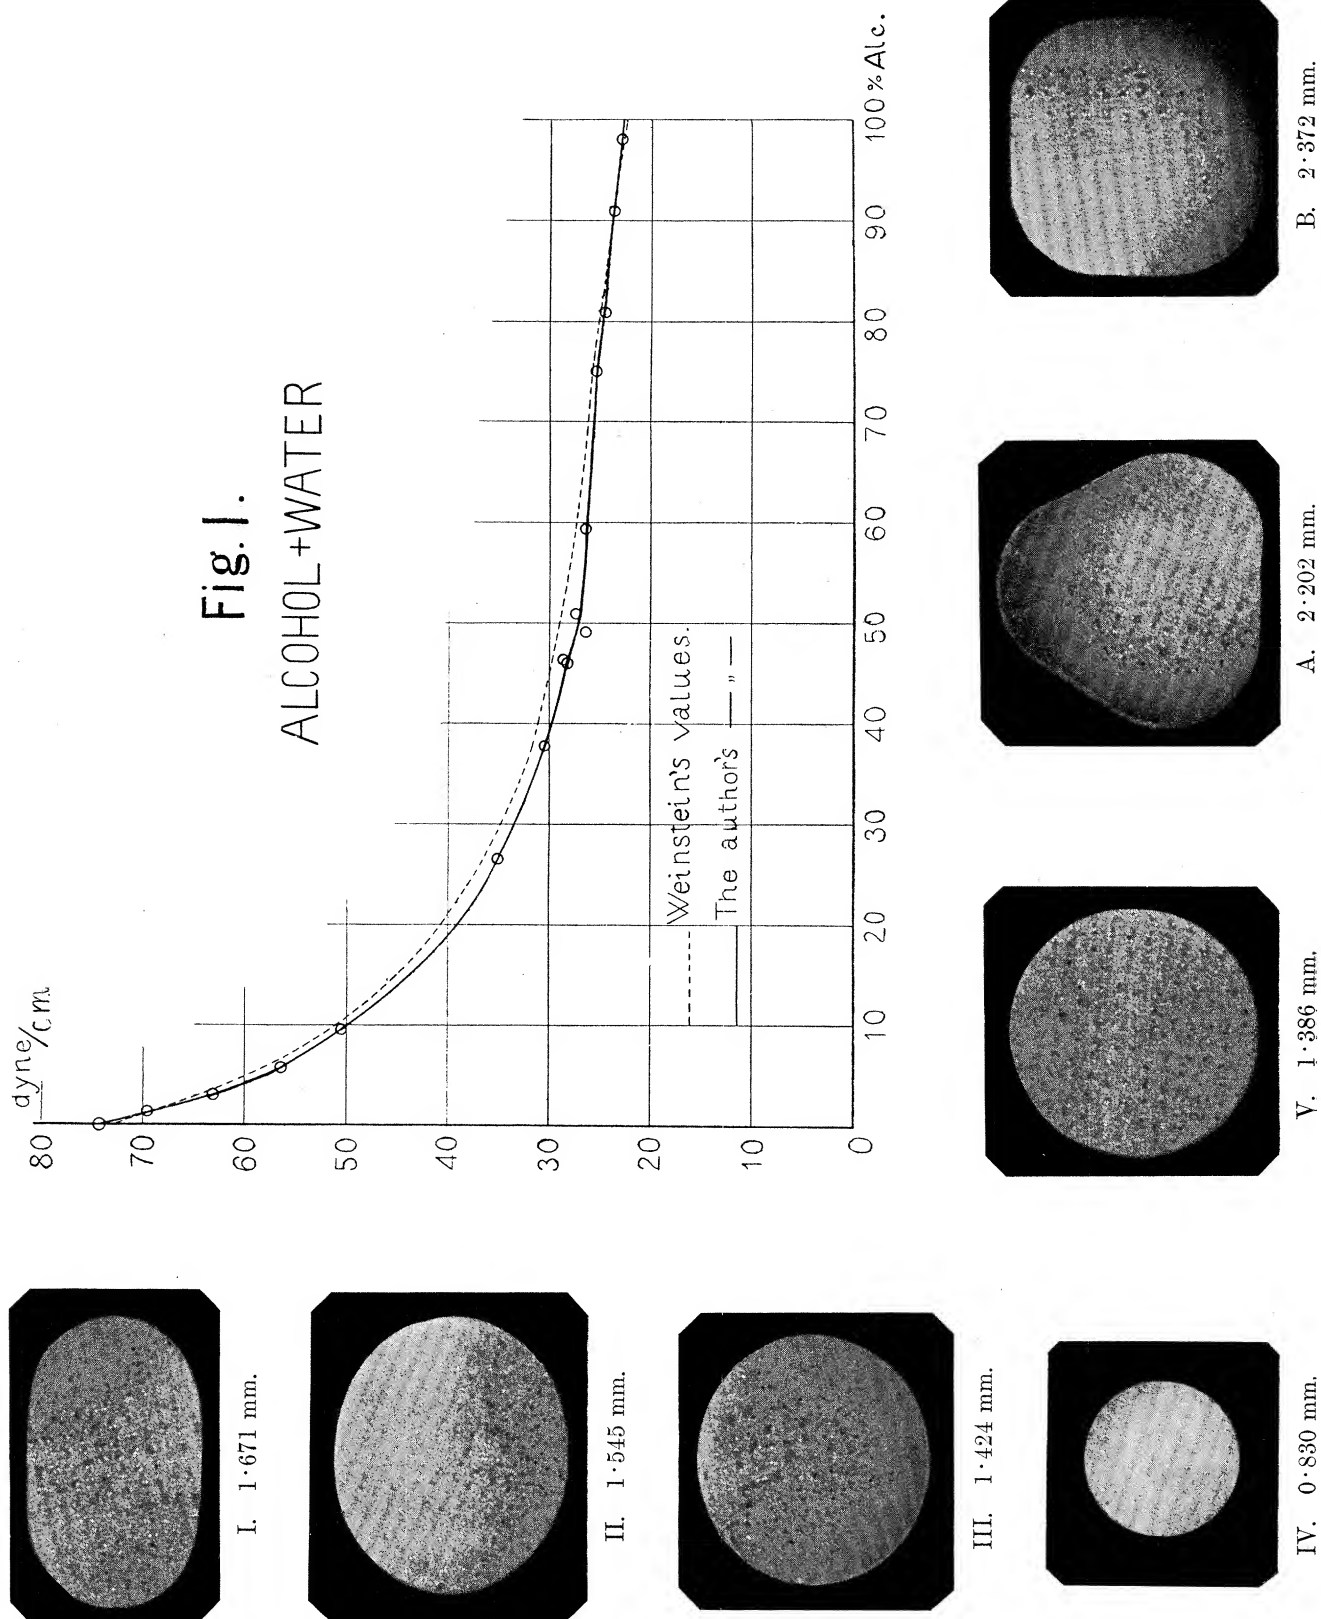 Fig. 1.
ALCOHOL+WATER
dyne/cm
80
70
60
50
40
30
20
10
0
10
20
30
40
50
60
70
80
90
100 % Alc.
Weinstein's values.
The author's — „ —
I. 1·671 mm.
II. 1·545 mm.
III. 1·424 mm.
IV. 0·830 mm.
V. 1·386 mm.
A. 2·202 mm.
B. 2·372 mm.